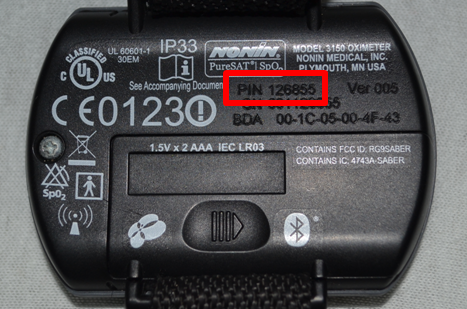 CLASSIFIED
UL
C US
UL 60601-1
30EM
IP33
NONIN
PureSAT® SpO₂
MODEL 3150 OXIMETER
NONIN MEDICAL, INC.
PLYMOUTH, MN USA
See Accompanying Document
PIN 126855 Ver 005
SN
BDA 00-1C-05-00-4F-43
CE0123
1.5V x 2 AAA IEC LR03
CONTAINS FCC ID: RG9SABER
CONTAINS IC: 4743A-SABER
SpO₂